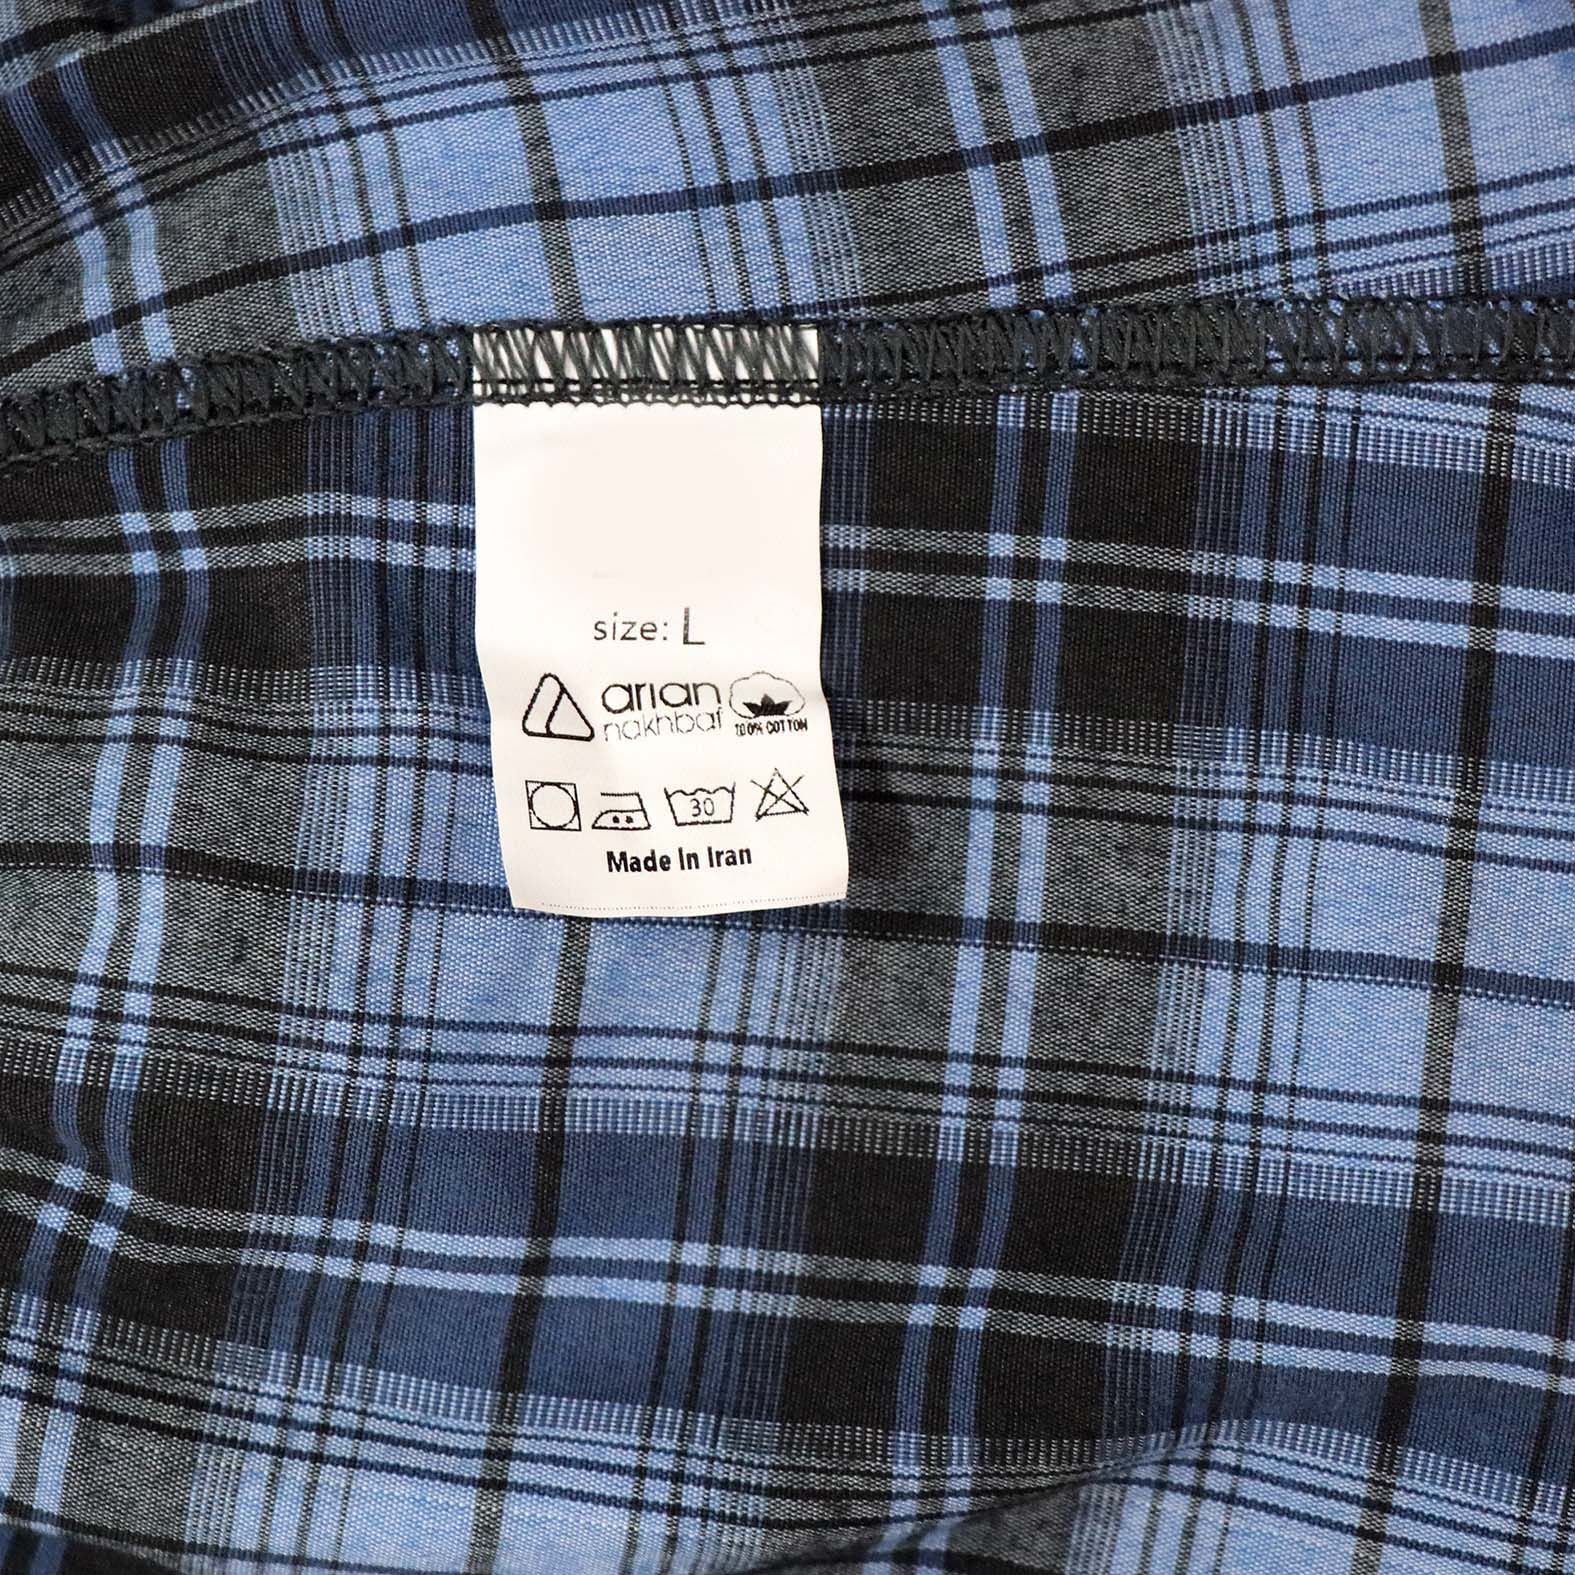 size: L
arian
nakhbaf
100% COTTON
30
Made In Iran